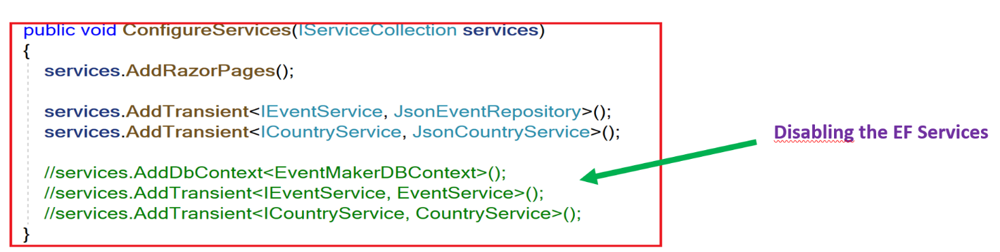 public void ConfigureServices(IServiceCollection services)
{
services.AddRazorPages();
services.AddTransient<IEventService, JsonEventRepository>();
services.AddTransient<ICountryService, JsonCountryService>();
//services.AddDbContext<EventMakerDBContext>();
//services.AddTransient<IEventService, EventService>();
//services.AddTransient<ICountryService, CountryService>();
}
Disabling the EF Services